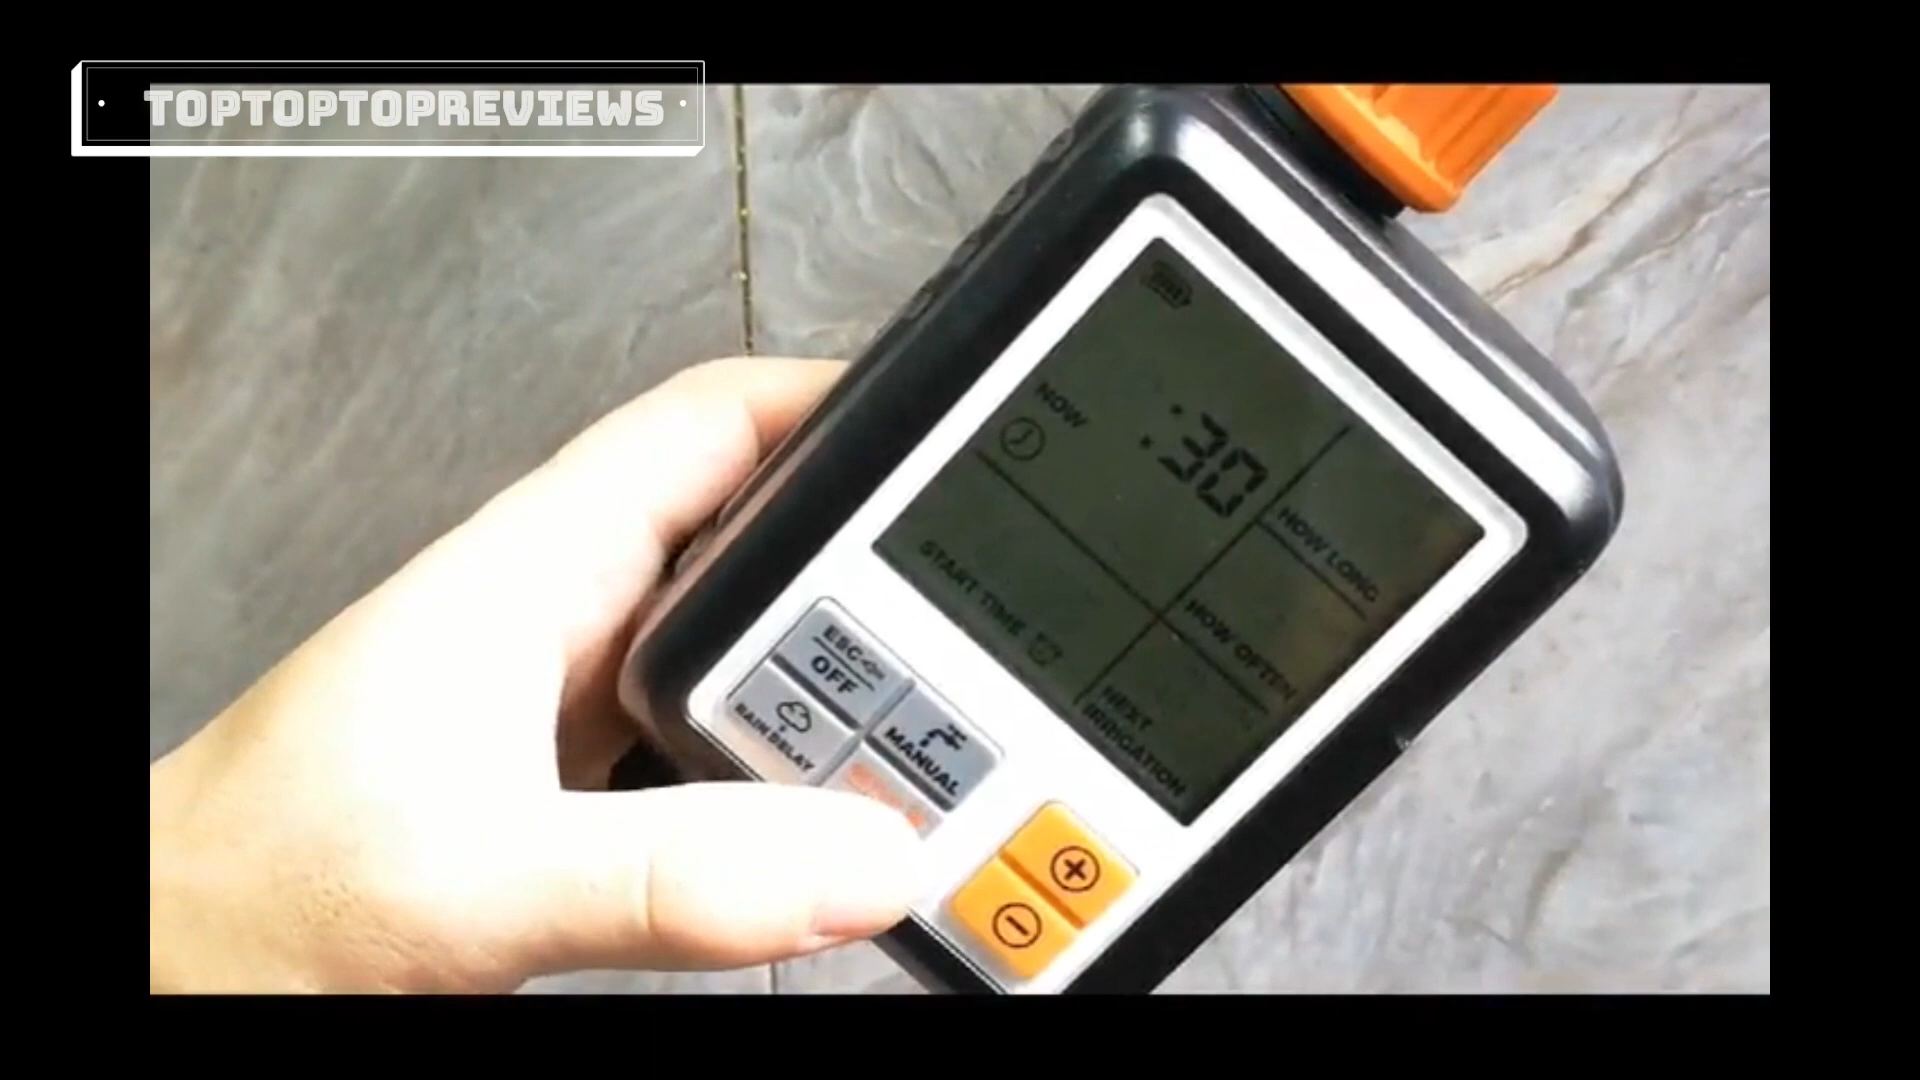 TOPTOPTOPREVIEWS
NOW
:30
HOW LONG
START TIME
HOW OFTEN
NEXT
IRRIGATION
ESC
OFF
MANUAL
RAIN DELAY
+
-